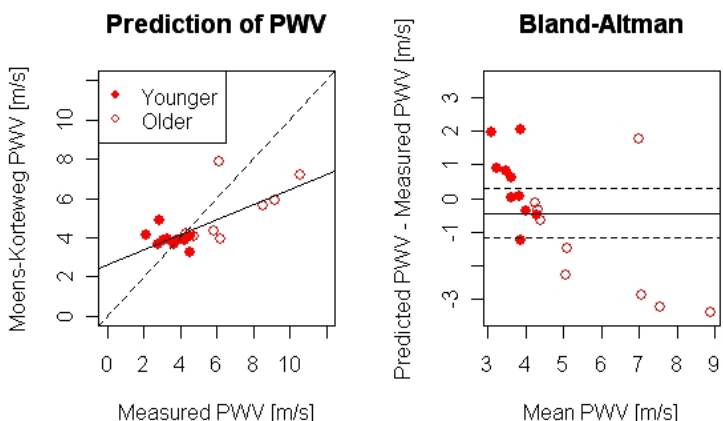 Prediction of PWV
Moens-Korteweg PWV [m/s]
10
8
6
4
2
0
Younger
Older
0 2 4 6 8 10
Measured PWV [m/s]
Bland-Altman
Predicted PWV - Measured PWV [m/s]
3
2
1
0
-1
-3
3 4 5 6 7 8 9
Mean PWV [m/s]